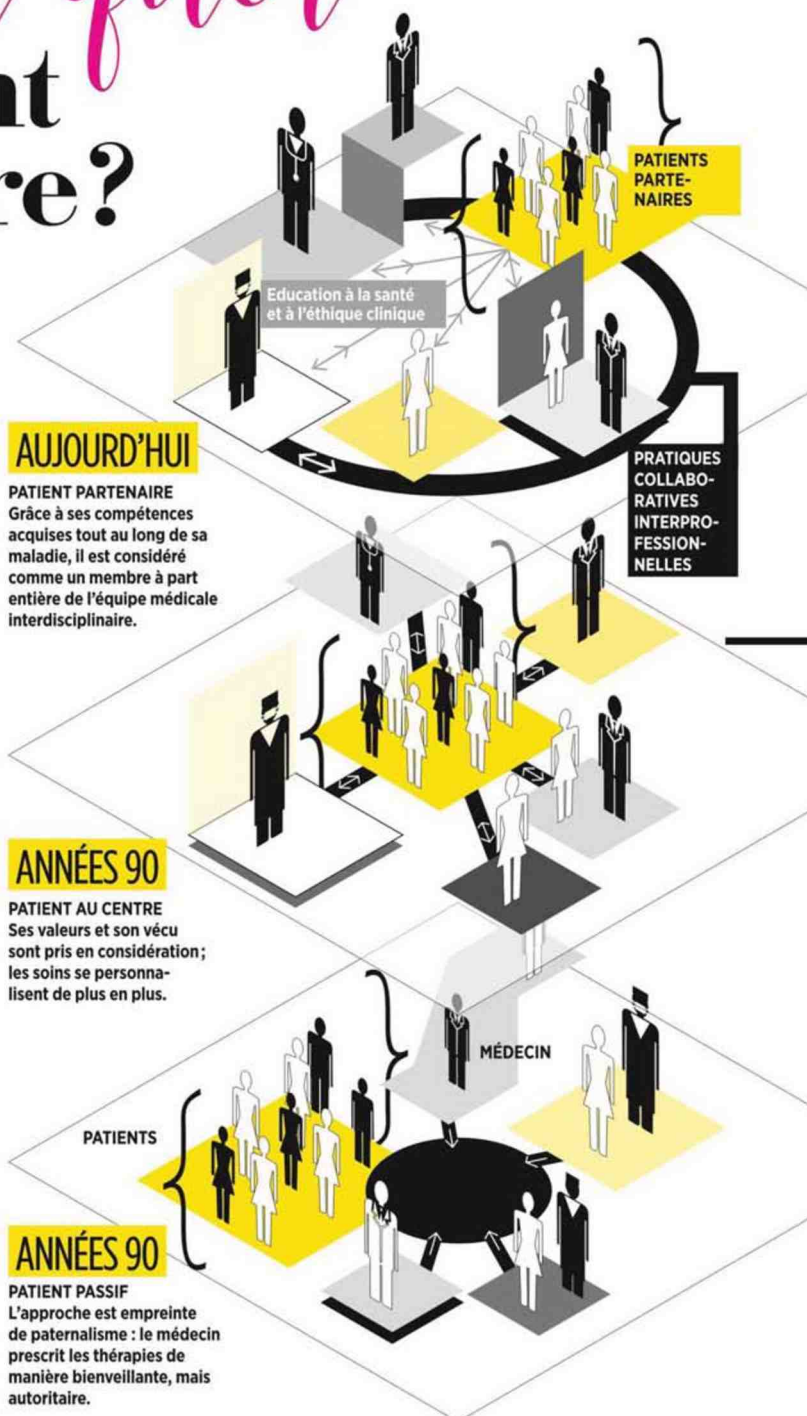 nt
re?
PATIENTS
PARTE-
NAIRES
Education à la santé
et à l'éthique clinique
AUJOURD'HUI
PATIENT PARTENAIRE
Grâce à ses compétences
acquises tout au long de sa
maladie, il est considéré
comme un membre à part
entière de l'équipe médicale
interdisciplinaire.
PRATIQUES
COLLABO-
RATIVES
INTERPRO-
FESSION-
NELLES
ANNÉES 90
PATIENT AU CENTRE
Ses valeurs et son vécu
sont pris en considération;
les soins se personna-
lisent de plus en plus.
MÉDECIN
PATIENTS
ANNÉES 90
PATIENT PASSIF
L'approche est empreinte
de paternalisme : le médecin
prescrit les thérapies de
manière bienveillante, mais
autoritaire.